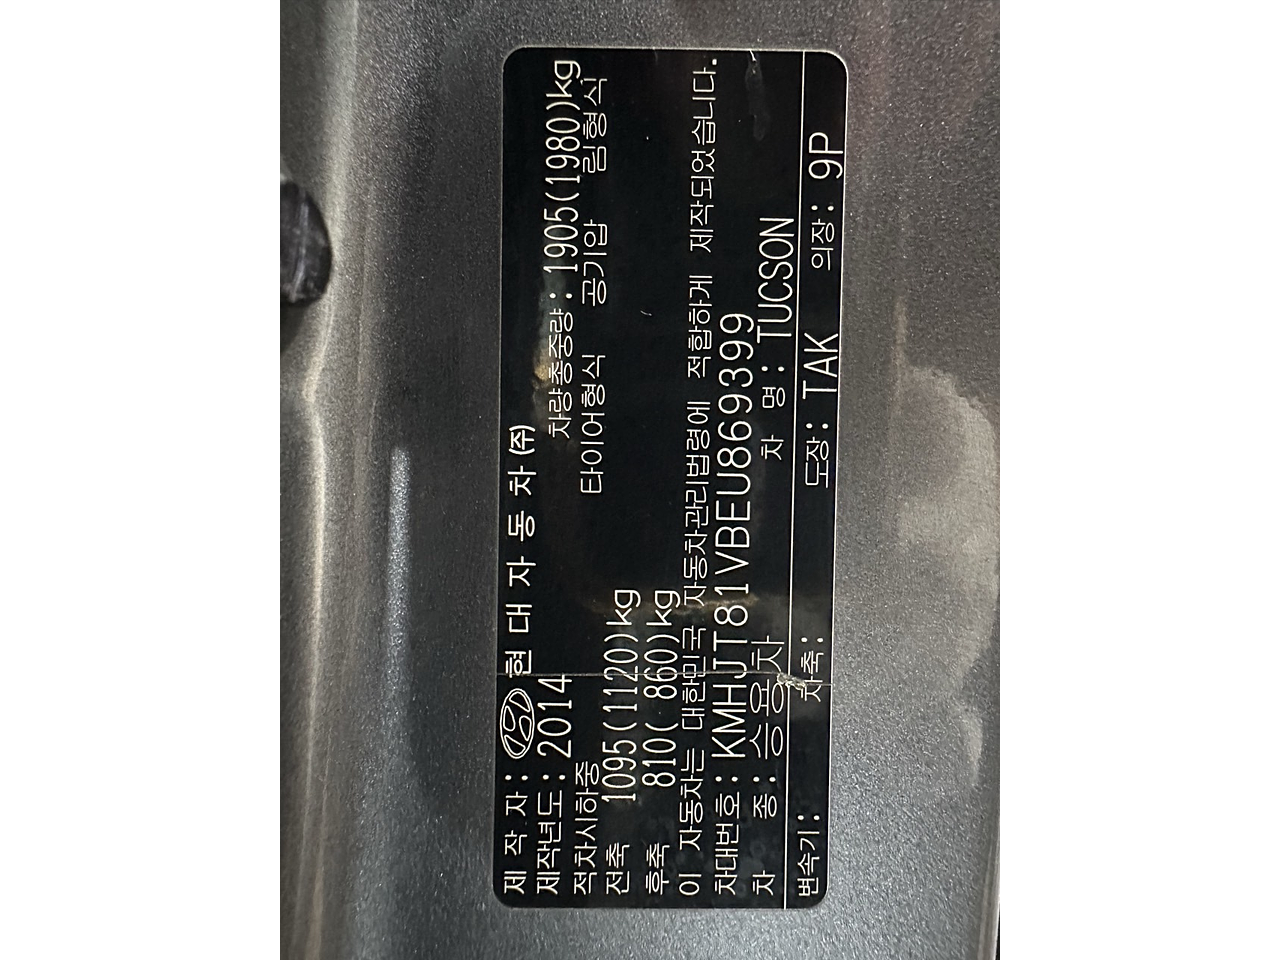 제 작 자 : 현 대 자 동 차 (주)
제작년도 : 2014 차량총중량 : 1905(1980)kg
적차시하중 타이어형식 공기압 림형식
전축 1095(1120)kg
후축 810( 860)kg
이 자동차는 대한민국 자동차관리법령에 적합하게 제작되었습니다.
차대번호 : KMHJT81VBEU869399
차 종 : 승용차 차 명 : TUCSON
변속기 : 차축 : 도장 : TAK 의장 : 9P